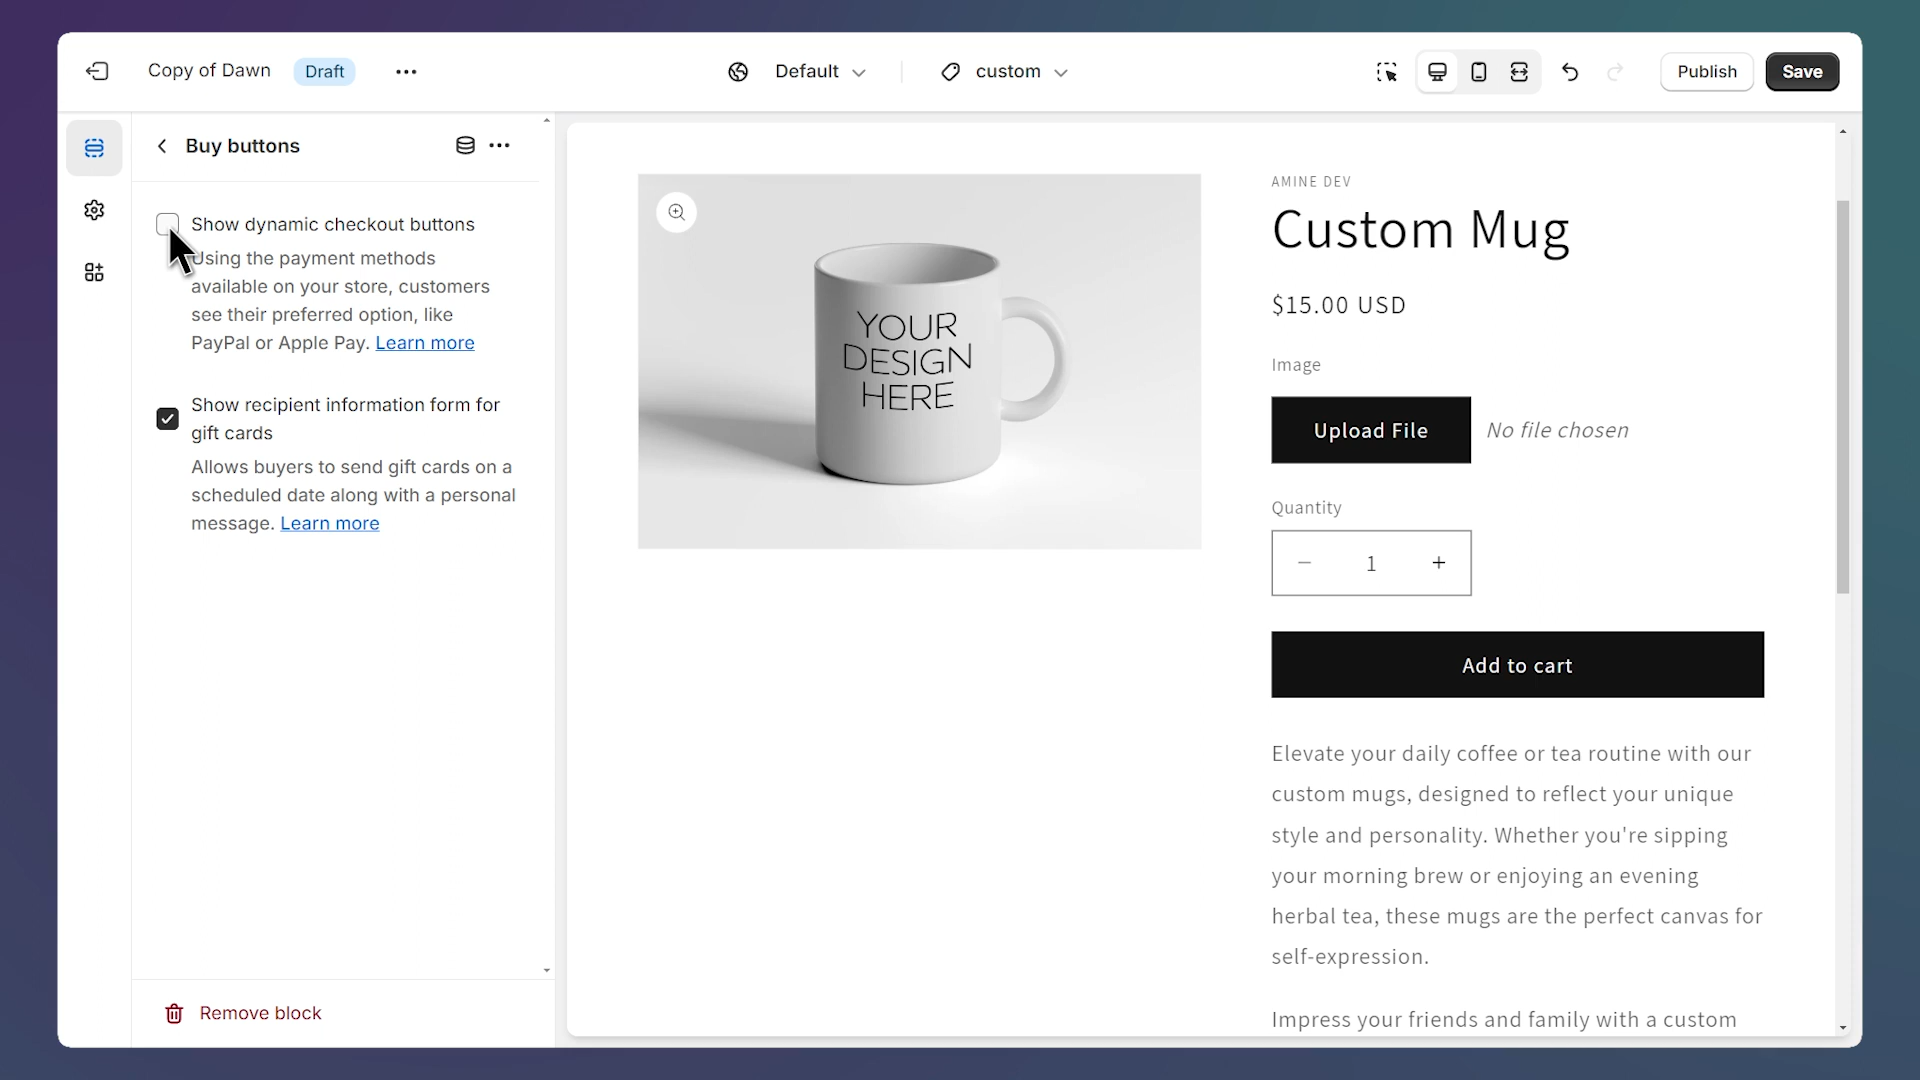 Copy of Dawn
Draft
Default
custom
Publish
Save
Buy buttons
Show dynamic checkout buttons
Using the payment methods
available on your store, customers
see their preferred option, like
PayPal or Apple Pay. Learn more
Show recipient information form for
gift cards
Allows buyers to send gift cards on a
scheduled date along with a personal
message. Learn more
Remove block
YOUR
DESIGN
HERE
AMINE DEV
Custom Mug
$15.00 USD
Image
Upload File
No file chosen
Quantity
1
Add to cart
Elevate your daily coffee or tea routine with our
custom mugs, designed to reflect your unique
style and personality. Whether you're sipping
your morning brew or enjoying an evening
herbal tea, these mugs are the perfect canvas for
self-expression.
Impress your friends and family with a custom